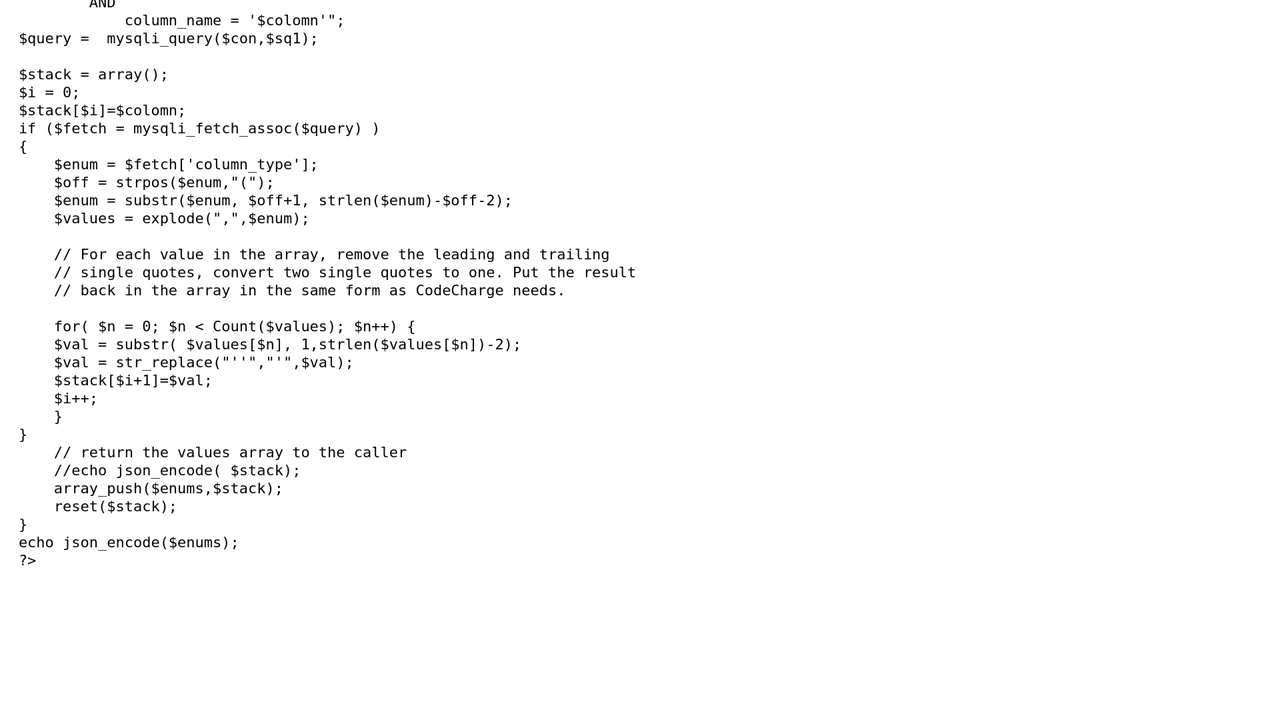 AND
column_name = '$colomn'";
$query =  mysqli_query($con,$sq1);
$stack = array();
$i = 0;
$stack[$i]=$colomn;
if ($fetch = mysqli_fetch_assoc($query) )
{
$enum = $fetch['column_type'];
$off = strpos($enum,"(");
$enum = substr($enum, $off+1, strlen($enum)-$off-2);
$values = explode(",",$enum);
// For each value in the array, remove the leading and trailing
// single quotes, convert two single quotes to one. Put the result
// back in the array in the same form as CodeCharge needs.
for( $n = 0; $n < Count($values); $n++) {
$val = substr( $values[$n], 1,strlen($values[$n])-2);
$val = str_replace("''","'",$val);
$stack[$i+1]=$val;
$i++;
}
}
// return the values array to the caller
//echo json_encode( $stack);
array_push($enums,$stack);
reset($stack);
}
echo json_encode($enums);
?>